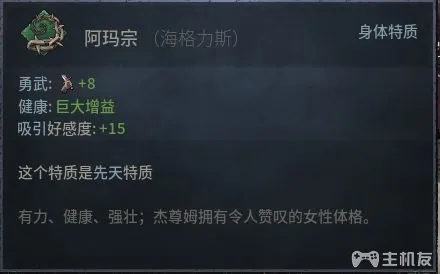 阿玛宗 (海格力斯) 身体特质
勇武: +8
健康: 巨大增益
吸引好感度: +15
这个特质是先天特质
有力、健康、强壮；杰尊姆拥有令人赞叹的女性体格。
主机友